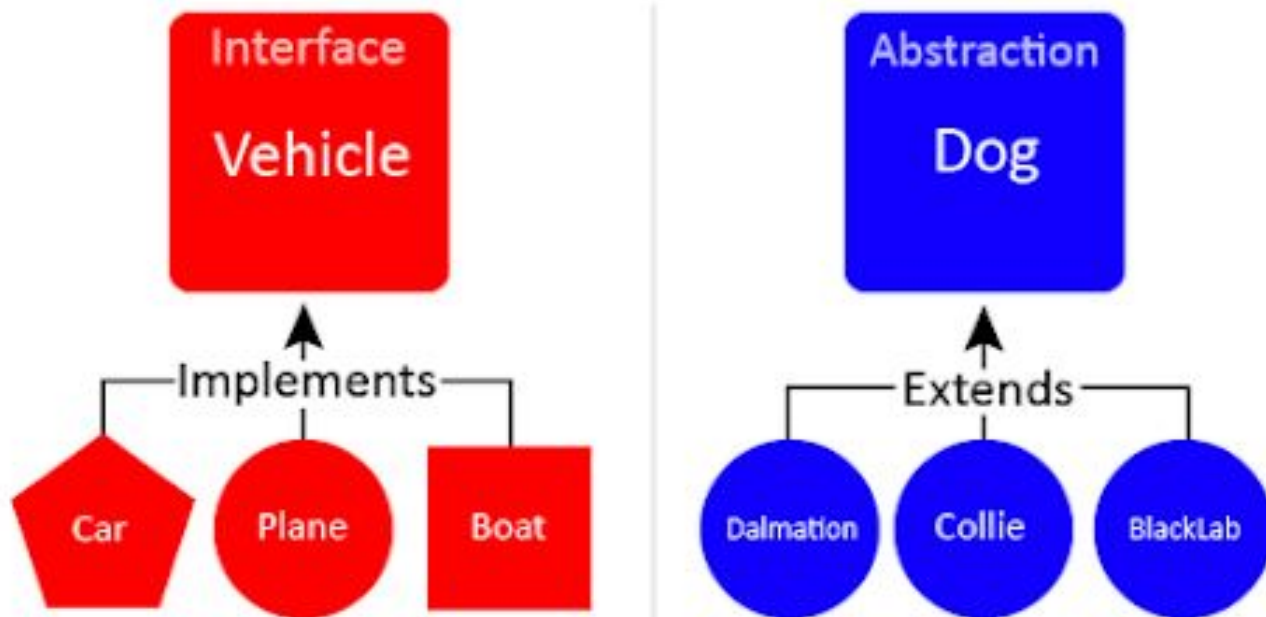 Interface
Vehicle
Implements
Car
Plane
Boat
Abstraction
Dog
Extends
Dalmation
Collie
BlackLab